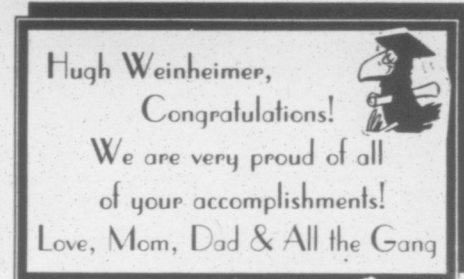 Hugh Weinheimer,
Congratulations!
We are very proud of all
of your accomplishments!
Love, Mom, Dad & All the Gang